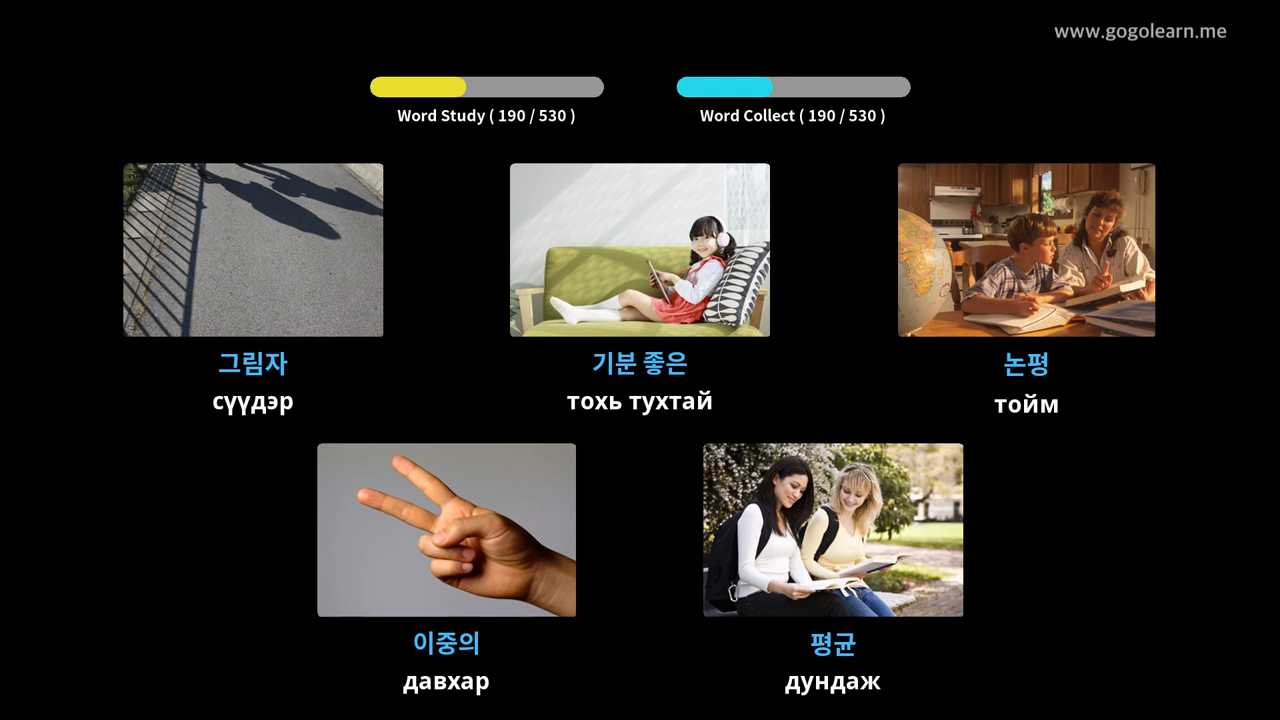 www.gogolearn.me
Word Study ( 190 / 530 )
Word Collect ( 190 / 530 )
그림자
сүүдэр
기분 좋은
тохь тухтай
논평
тойм
이중의
давхар
평균
дундаж